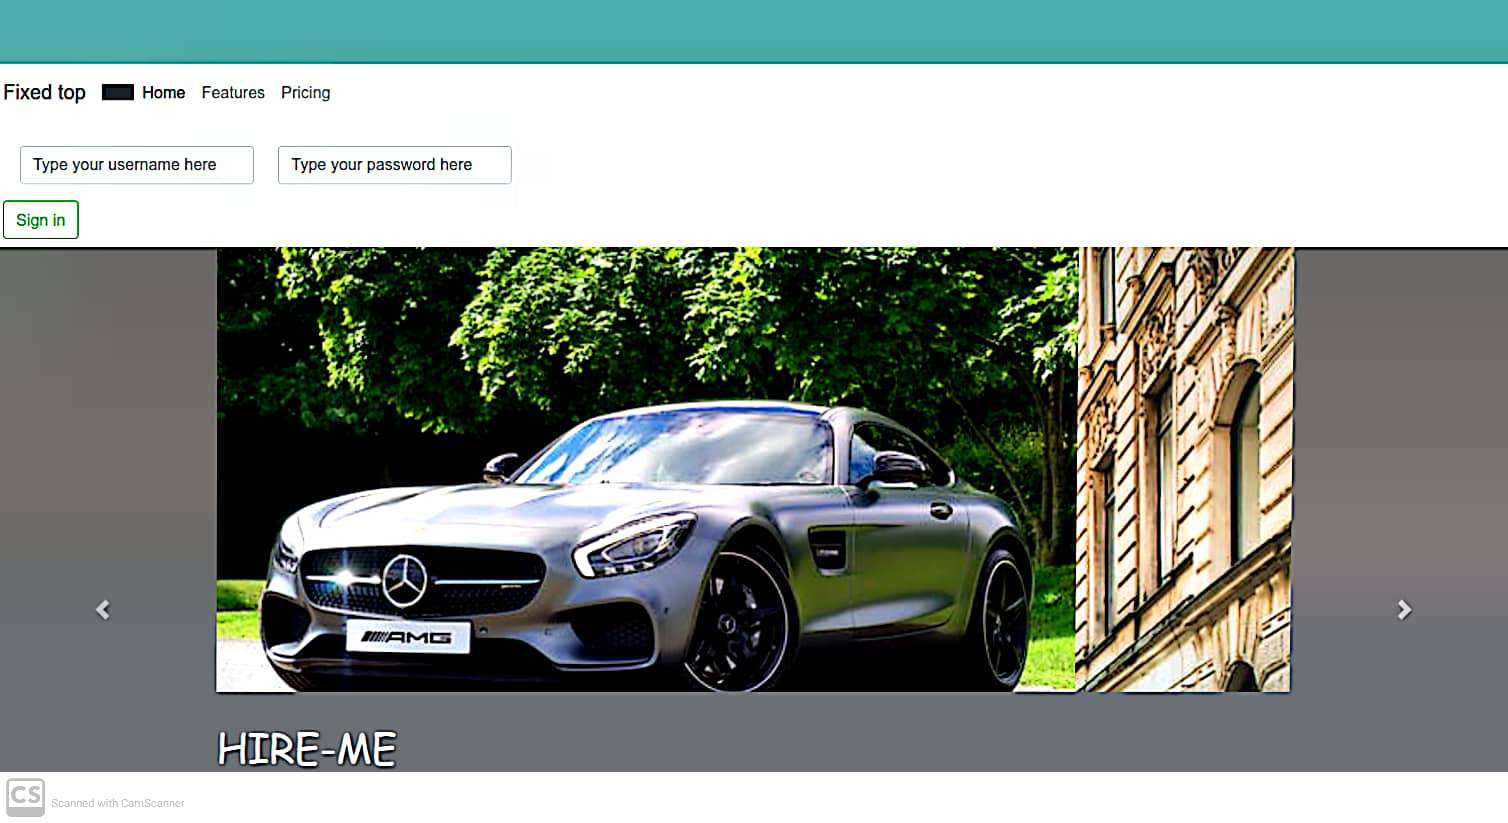 Fixed top Home Features Pricing
Type your username here Type your password here
Sign in
AMG
HIRE-ME
CS Scanned with CamScanner